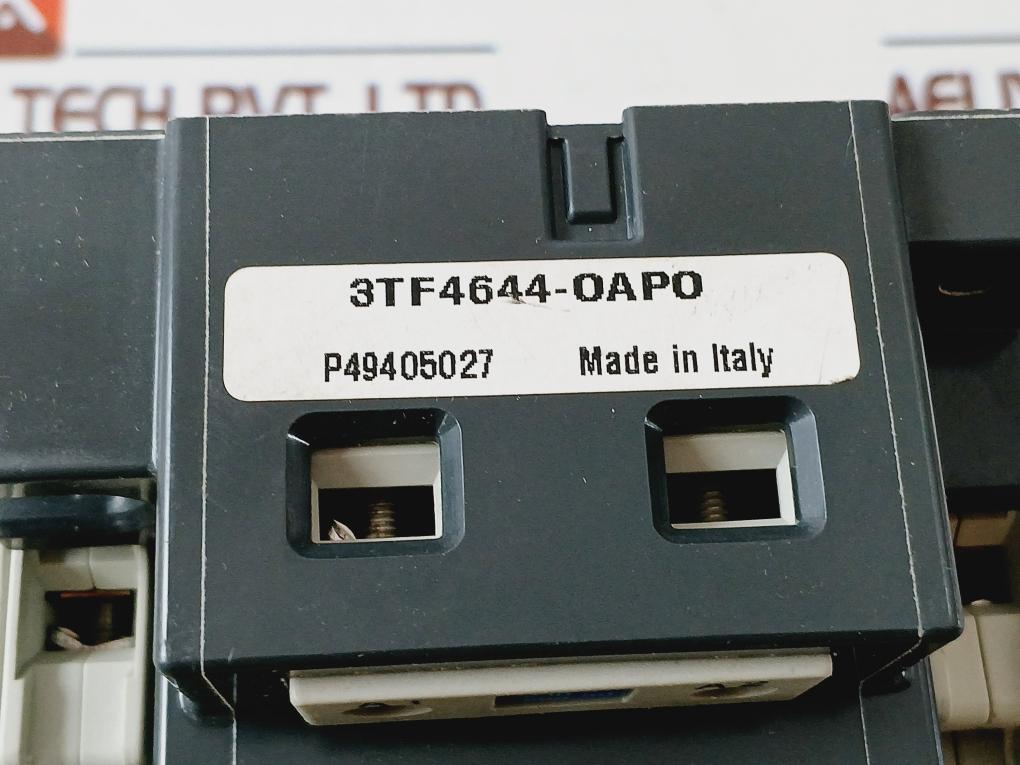 A
TECH PVT. LTD
3TF4644-0AP0
P49405027 Made in Italy